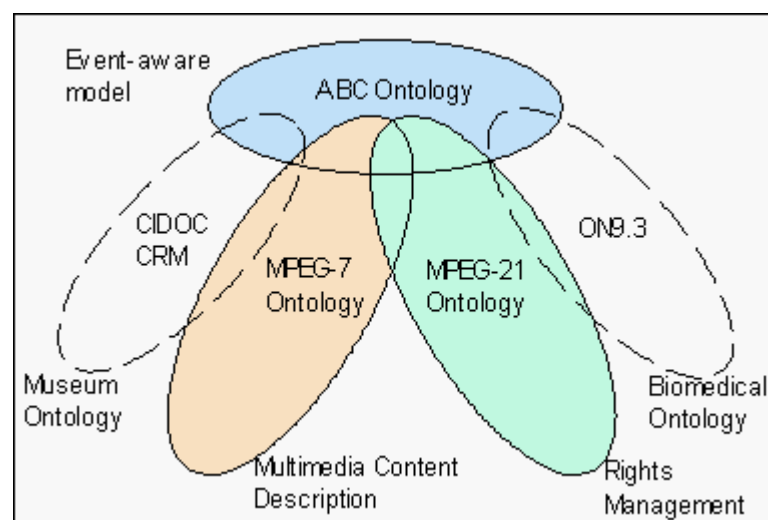 Event-aware
model
ABC Ontology
CIDOC
CRM
ON9.3
MPEG-7
Ontology
MPEG-21
Ontology
Museum
Ontology
Biomedical
Ontology
Multimedia Content
Description
Rights
Management